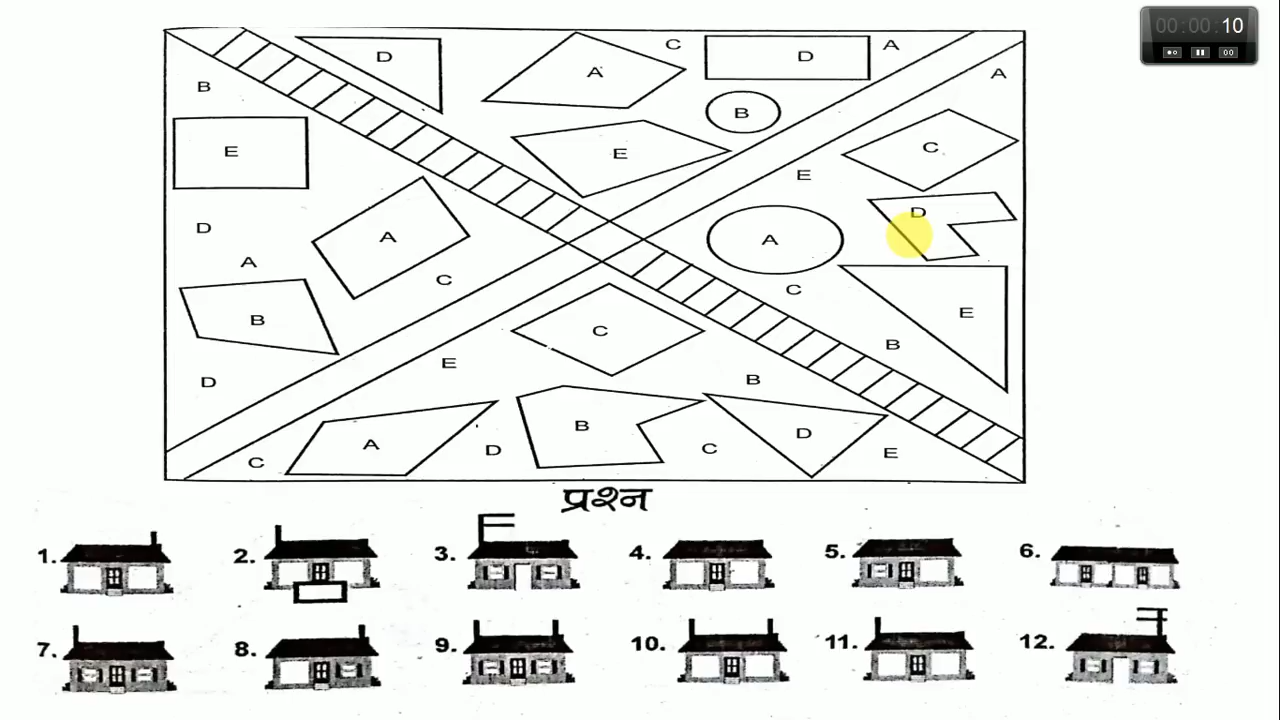 00:00:10
D
A
C
D
A
A
B
B
E
E
C
E
D
D
A
A
A
C
C
B
C
E
B
D
E
B
A
D
B
C
D
E
C
प्रश्न
1. 2. 3. 4. 5. 6.
7. 8. 9. 10. 11. 12.